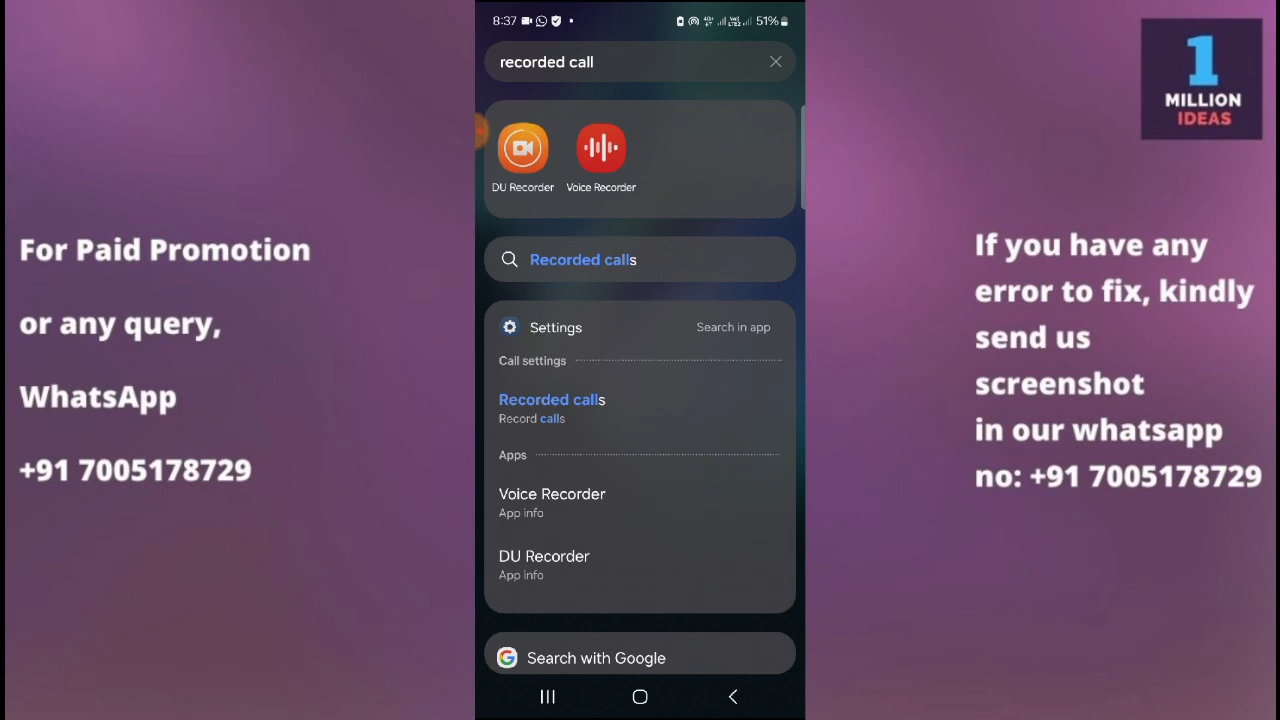 For Paid Promotion
or any query,
WhatsApp
+91 7005178729
8:37
51%
recorded call
DU Recorder
Voice Recorder
Recorded calls
Settings
Search in app
Call settings
Recorded calls
Record calls
Apps
Voice Recorder
App info
DU Recorder
App info
Search with Google
1
MILLION
IDEAS
If you have any
error to fix, kindly
send us
screenshot
in our whatsapp
no: +91 7005178729